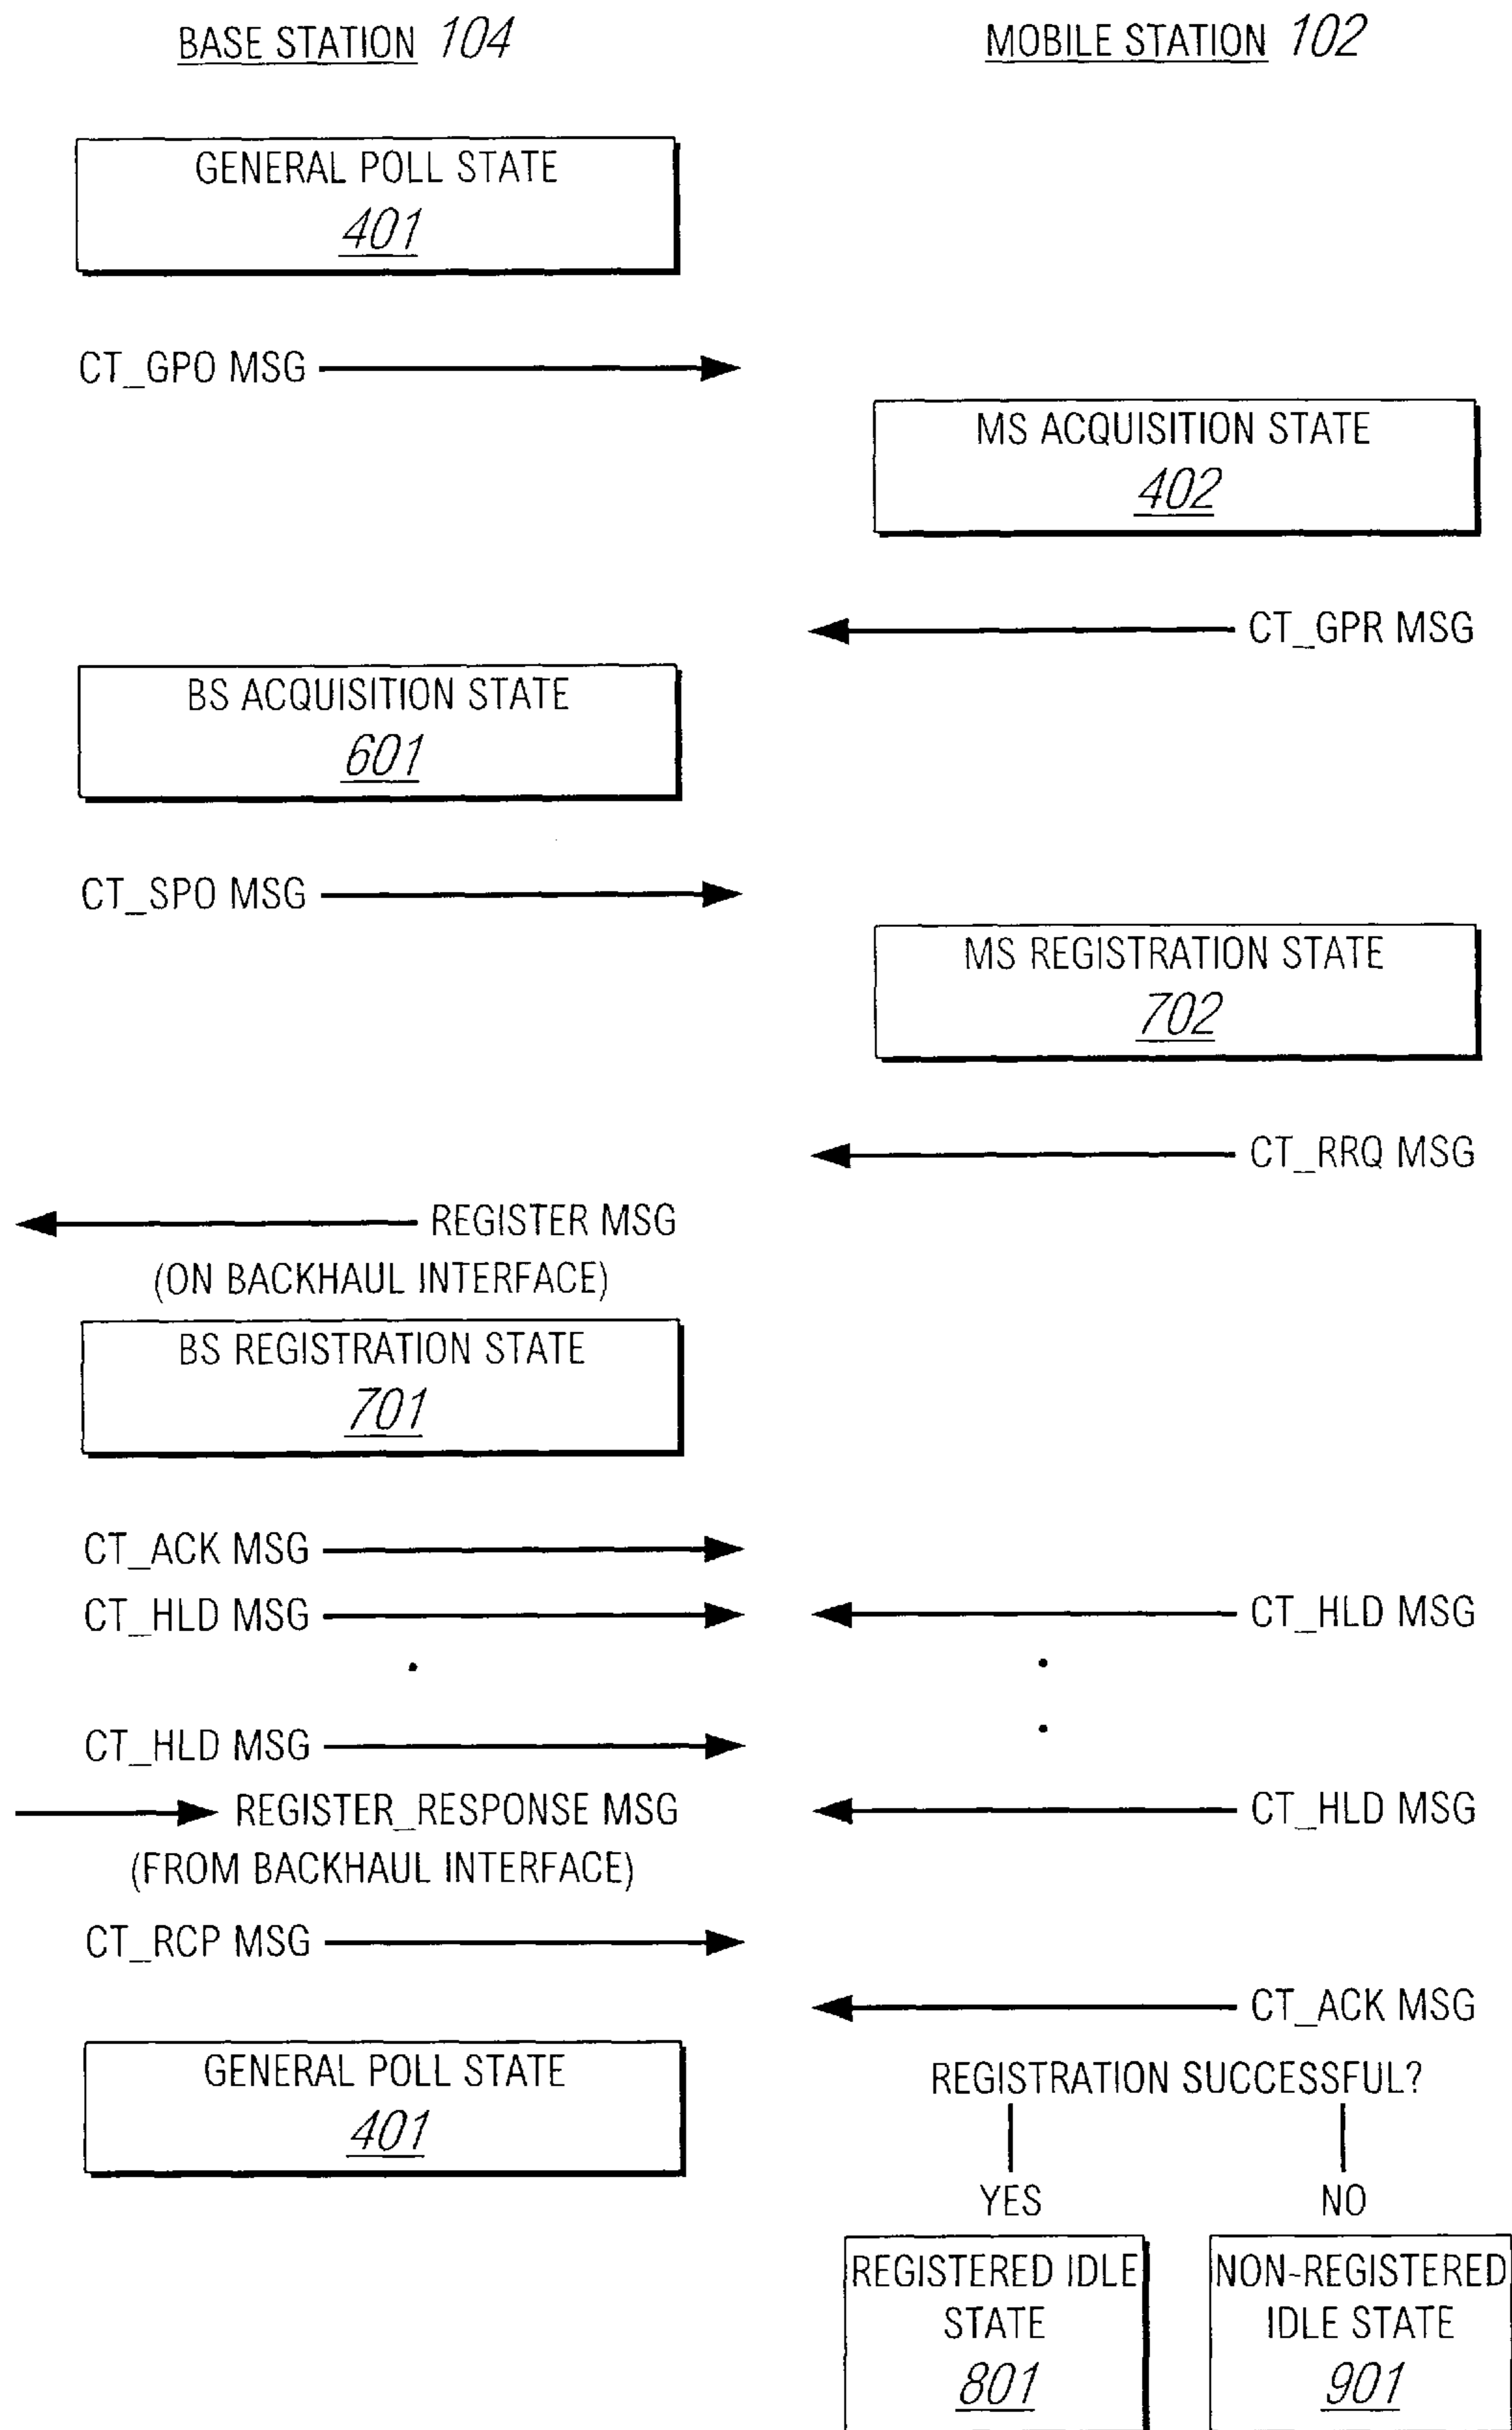 BASE STATION 104
MOBILE STATION 102
GENERAL POLL STATE
401
CT_GPO MSG
MS ACQUISITION STATE
402
CT_GPR MSG
BS ACQUISITION STATE
601
CT_SPO MSG
MS REGISTRATION STATE
702
CT_RRQ MSG
REGISTER MSG
(ON BACKHAUL INTERFACE)
BS REGISTRATION STATE
701
CT_ACK MSG
CT_HLD MSG
CT_HLD MSG
CT_HLD MSG
REGISTER_RESPONSE MSG
CT_HLD MSG
(FROM BACKHAUL INTERFACE)
CT_RCP MSG
CT_ACK MSG
GENERAL POLL STATE
401
REGISTRATION SUCCESSFUL?
YES
NO
REGISTERED IDLE
STATE
801
NON-REGISTERED
IDLE STATE
901